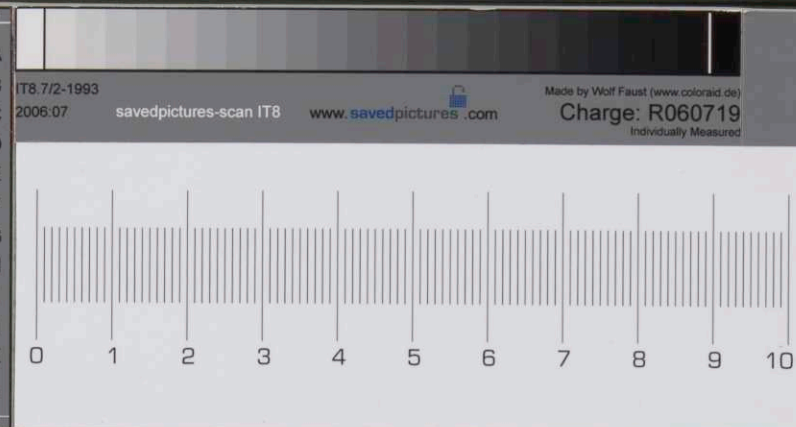 IT8.7/2-1993
2006:07
savedpictures-scan IT8
www.savedpictures.com
Made by Wolf Faust (www.coloraid.de)
Charge: R060719
Individually Measured
0 1 2 3 4 5 6 7 8 9 10